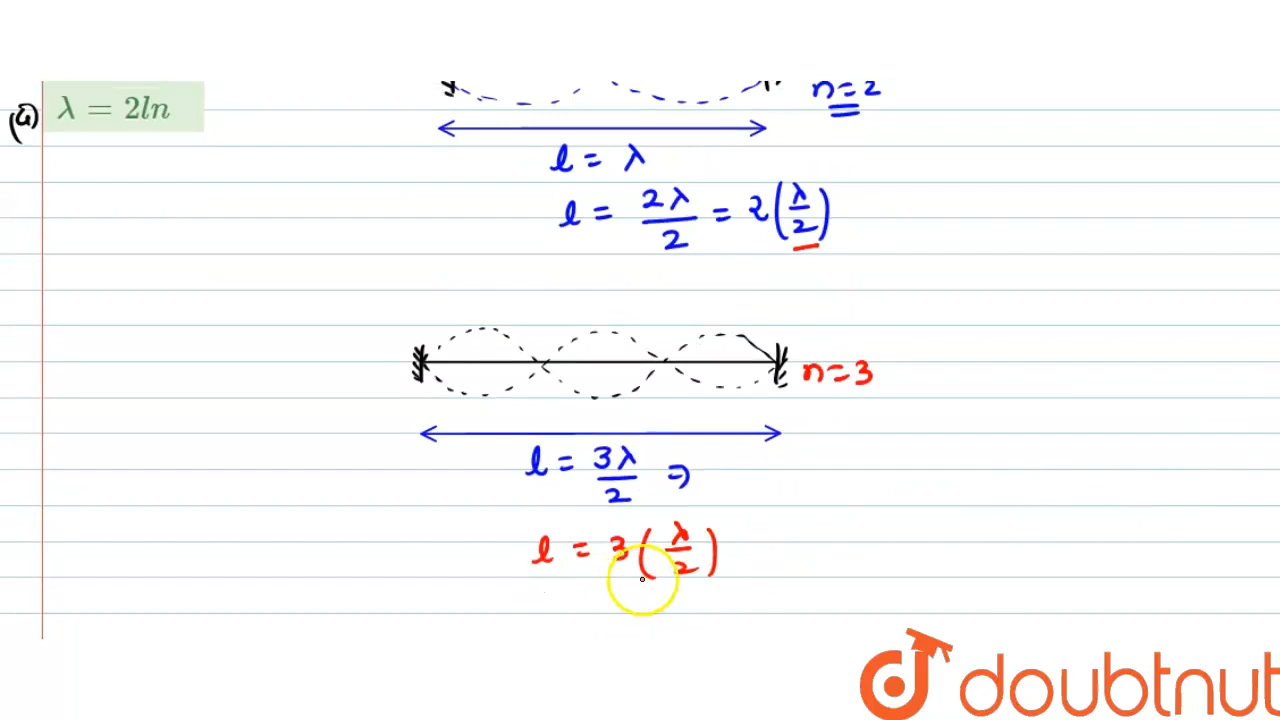 n=2
(a) λ = 2ln
l = λ
l = 2λ/2 = 2(λ/2)
n=3
l = 3λ/2 ⇒
l = 3(λ/2)
doubtnut